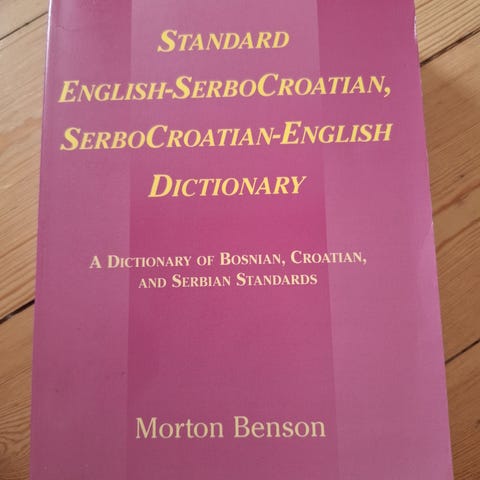 STANDARD
ENGLISH-SERBOCROATIAN,
SERBOCROATIAN-ENGLISH
DICTIONARY
A DICTIONARY OF BOSNIAN, CROATIAN,
AND SERBIAN STANDARDS
Morton Benson